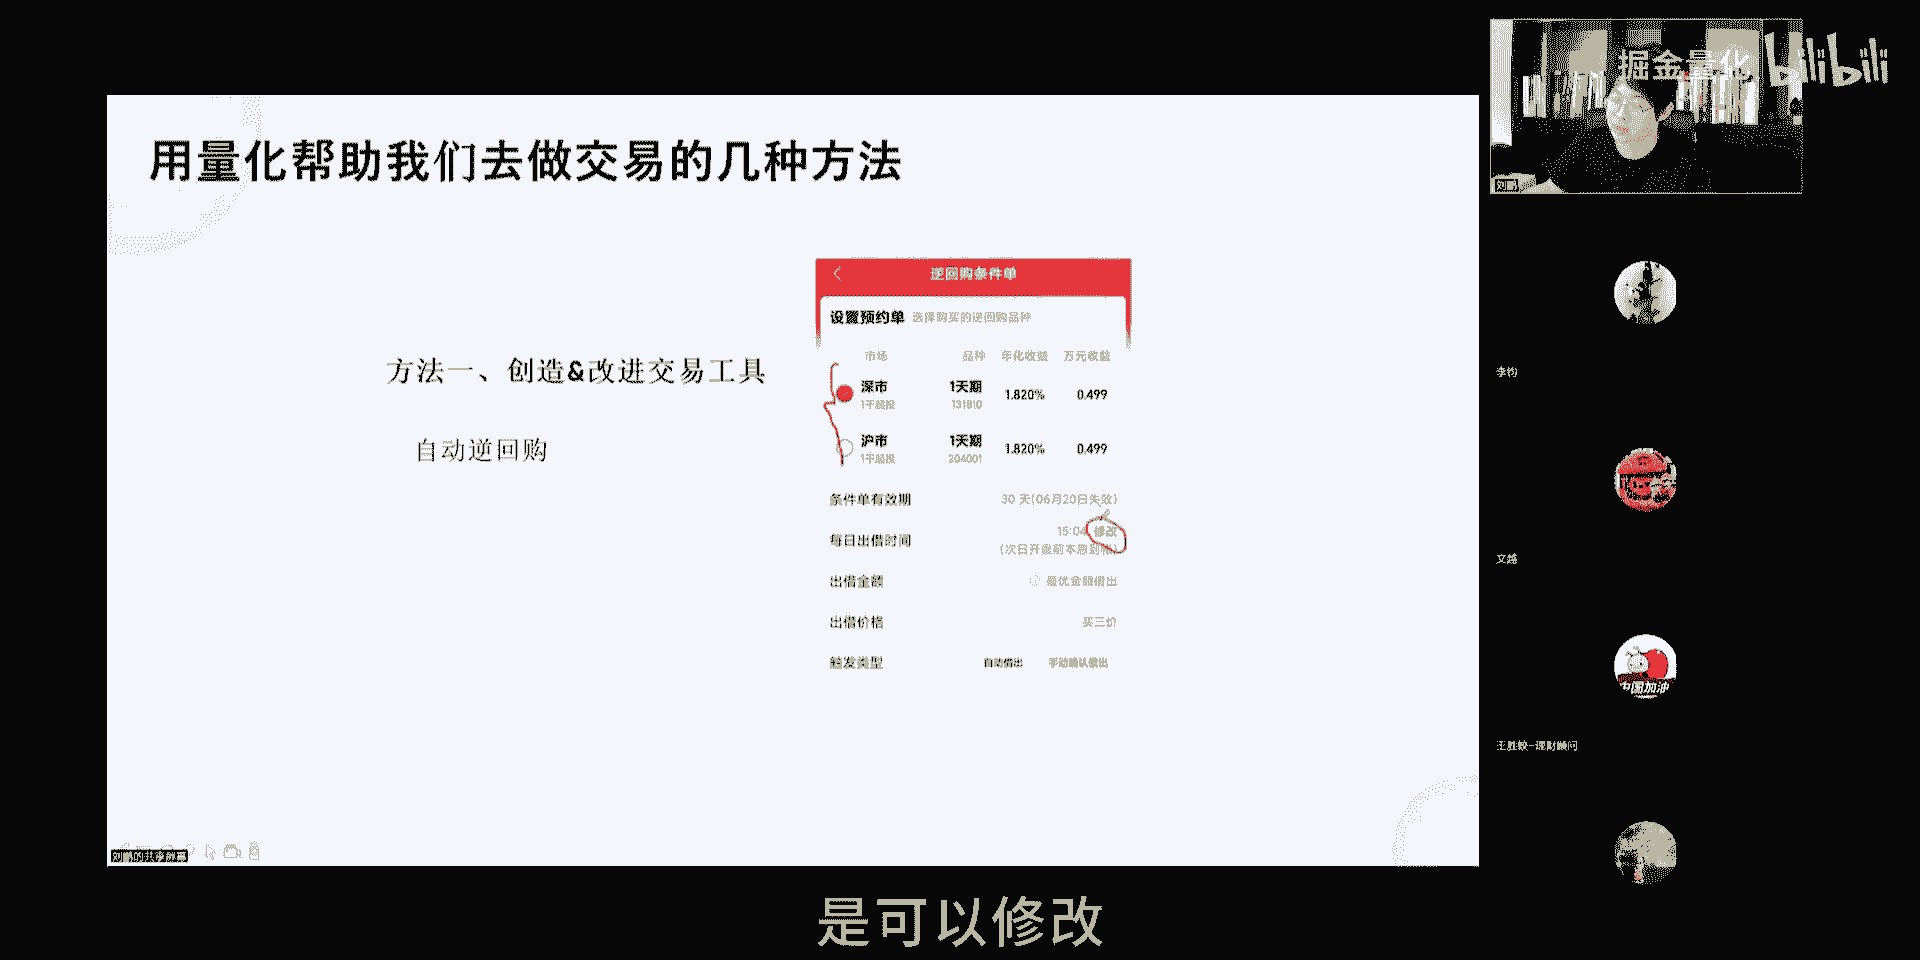 掘金量化 bilibili
用量化帮助我们去做交易的几种方法
方法一、创造&改进交易工具
自动逆回购
逆回购条件单
设置预约单 选择购买的逆回购品种
市场 品种 年化收益 万元收益
深市 1天期 1.820% 0.499
1千起投 131810
沪市 1天期 1.820% 0.499
1千起投 204001
条件单有效期 30 天(06月20日失效)
每日出借时间 15:04 修改
(次日开盘前本息到帐)
出借金额 最优金额借出
出借价格 买三价
触发类型 自动借出 手动确认借出
李钧
文越
中国加油
理财顾问
刘鹏的共享屏幕
是可以修改